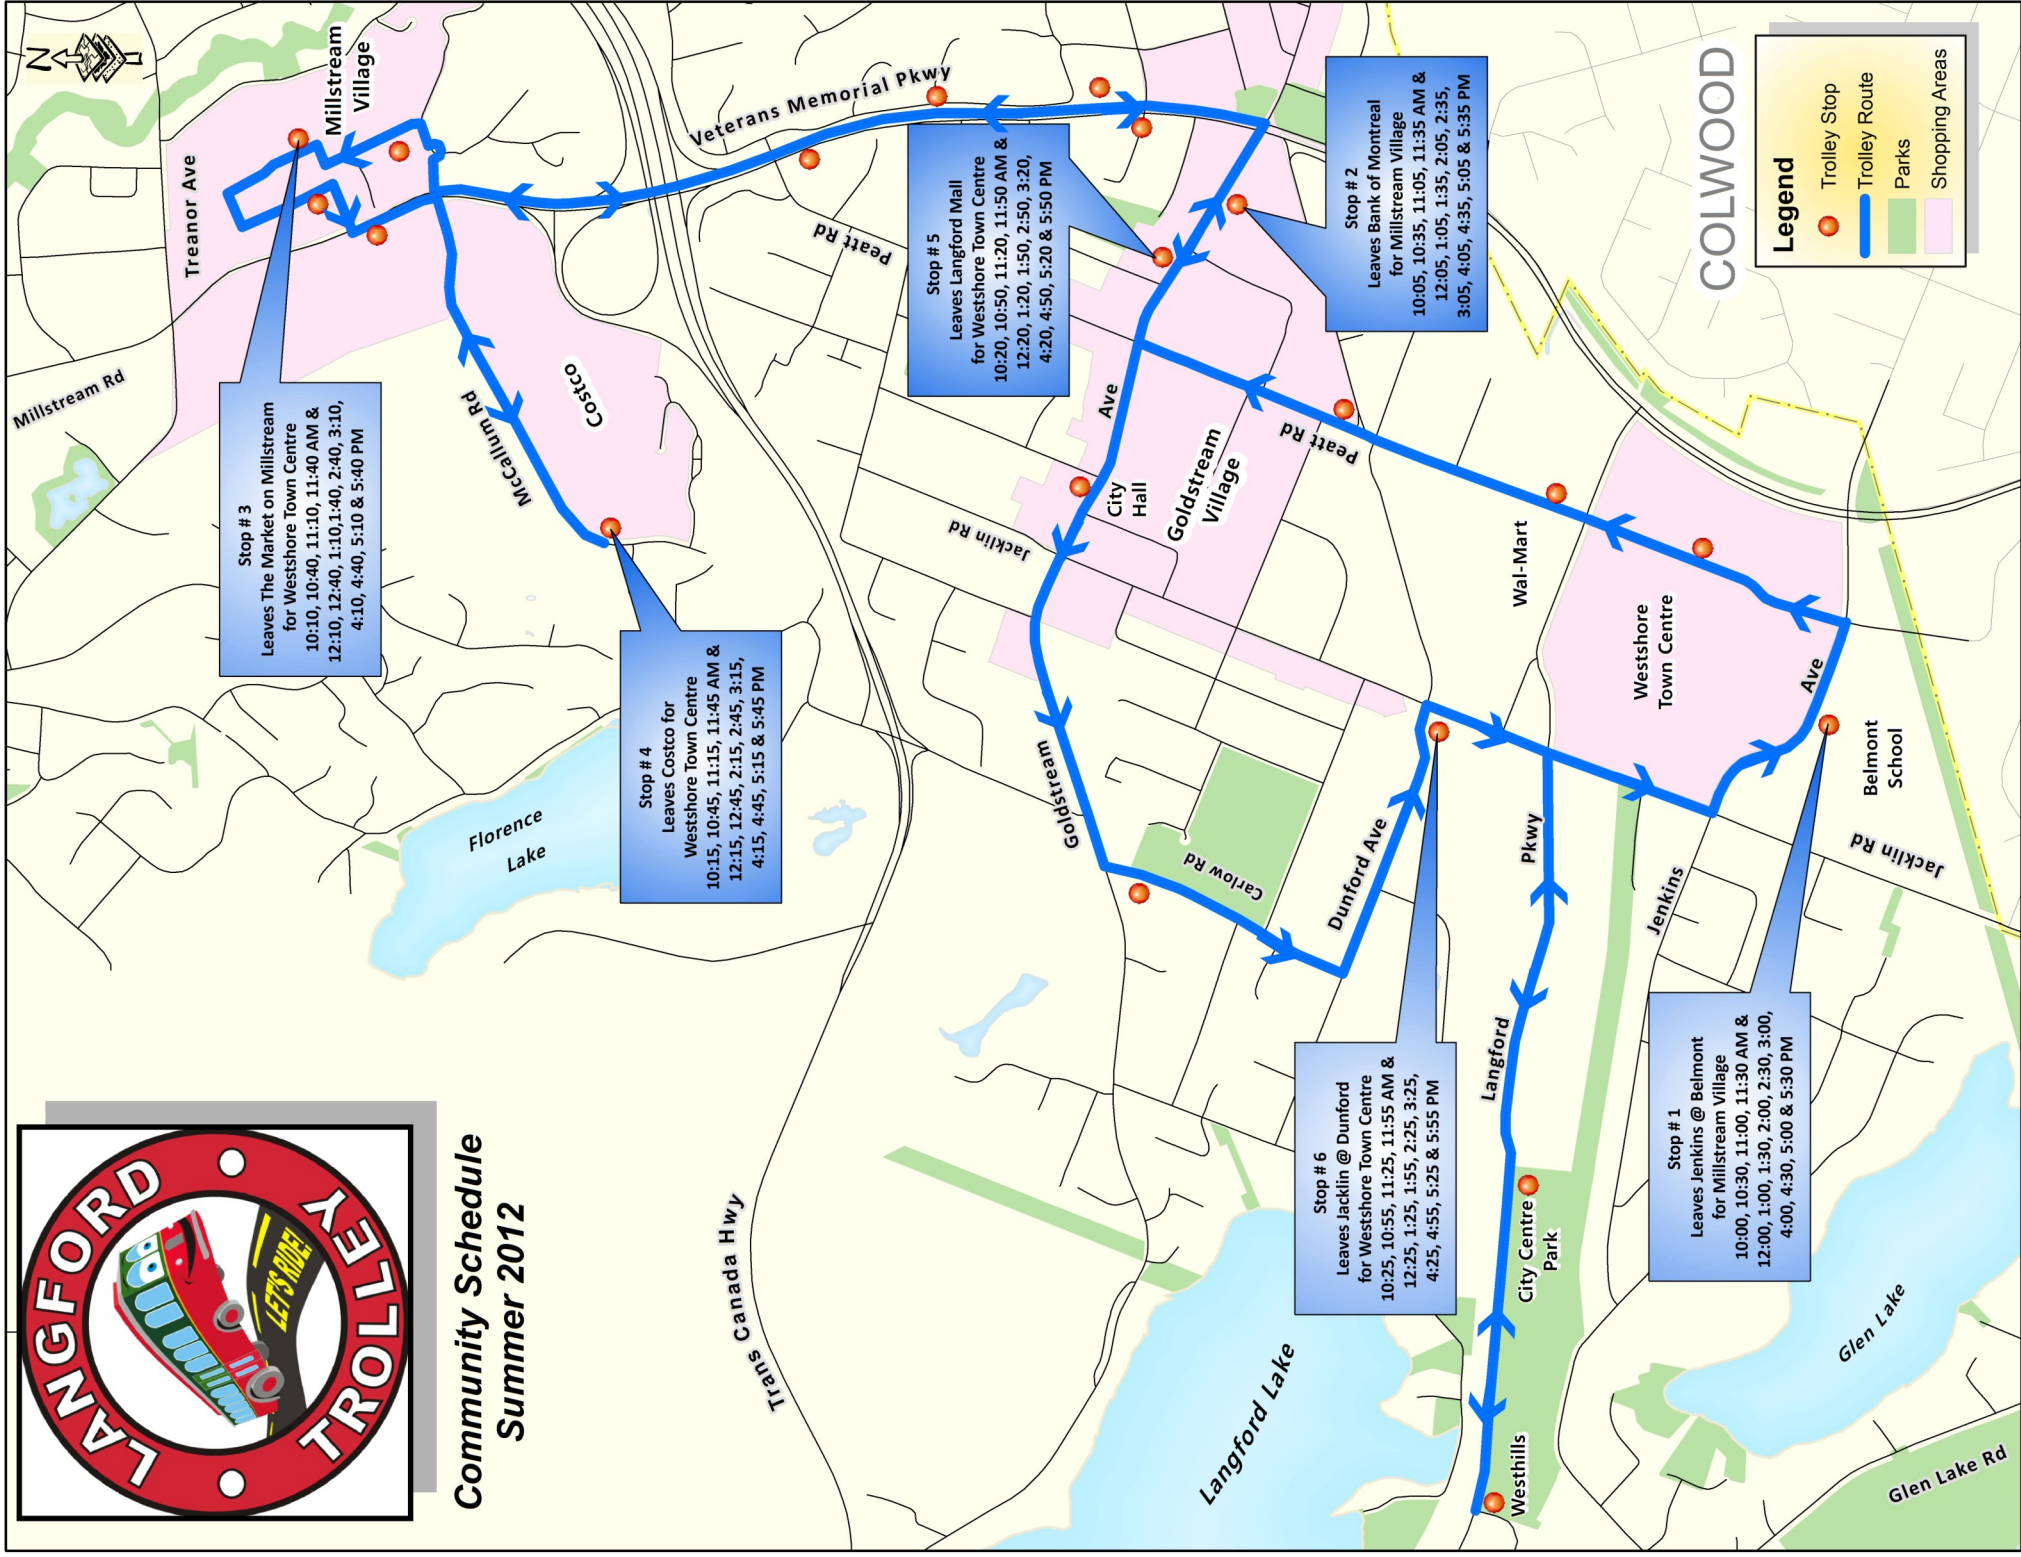 LANGFORD
TROLLEY
LET'S RIDE!
Community Schedule
Summer 2012
N
Millstream Rd
Treanor Ave
Millstream
Village
Stop # 3
Leaves The Market on Millstream
for Westshore Town Centre
10:10, 10:40, 11:10, 11:40 AM &
12:10, 12:40, 1:10,1:40, 2:40, 3:10,
4:10, 4:40, 5:10 & 5:40 PM
McCallum Rd
Costco
Florence
Lake
Stop # 4
Leaves Costco for
Westshore Town Centre
10:15, 10:45, 11:15, 11:45 AM &
12:15, 12:45, 2:15, 2:45, 3:15,
4:15, 4:45, 5:15 & 5:45 PM
Trans Canada Hwy
Veterans Memorial Pkwy
Peatt Rd
Stop # 5
Leaves Langford Mall
for Westshore Town Centre
10:20, 10:50, 11:20, 11:50 AM &
12:20, 1:20, 1:50, 2:50, 3:20,
4:20, 4:50, 5:20 & 5:50 PM
Jacklin Rd
Goldstream
Ave
City
Hall
Goldstream
Village
Carlow Rd
Peatt Rd
Stop # 2
Leaves Bank of Montreal
for Millstream Village
10:05, 10:35, 11:05, 11:35 AM &
12:05, 1:05, 1:35, 2:05, 2:35,
3:05, 4:05, 4:35, 5:05 & 5:35 PM
Langford Lake
Dunford Ave
Stop # 6
Leaves Jacklin @ Dunford
for Westshore Town Centre
10:25, 10:55, 11:25, 11:55 AM &
12:25, 1:25, 1:55, 2:25, 3:25,
4:25, 4:55, 5:25 & 5:55 PM
Langford
Pkwy
Wal-Mart
Westhills
City Centre
Park
Westshore
Town Centre
Jenkins
Ave
Stop # 1
Leaves Jenkins @ Belmont
for Millstream Village
10:00, 10:30, 11:00, 11:30 AM &
12:00, 1:00, 1:30, 2:00, 2:30, 3:00,
4:00, 4:30, 5:00 & 5:30 PM
Belmont
School
Jacklin Rd
Glen Lake
Glen Lake Rd
COLWOOD
Legend
Trolley Stop
Trolley Route
Parks
Shopping Areas